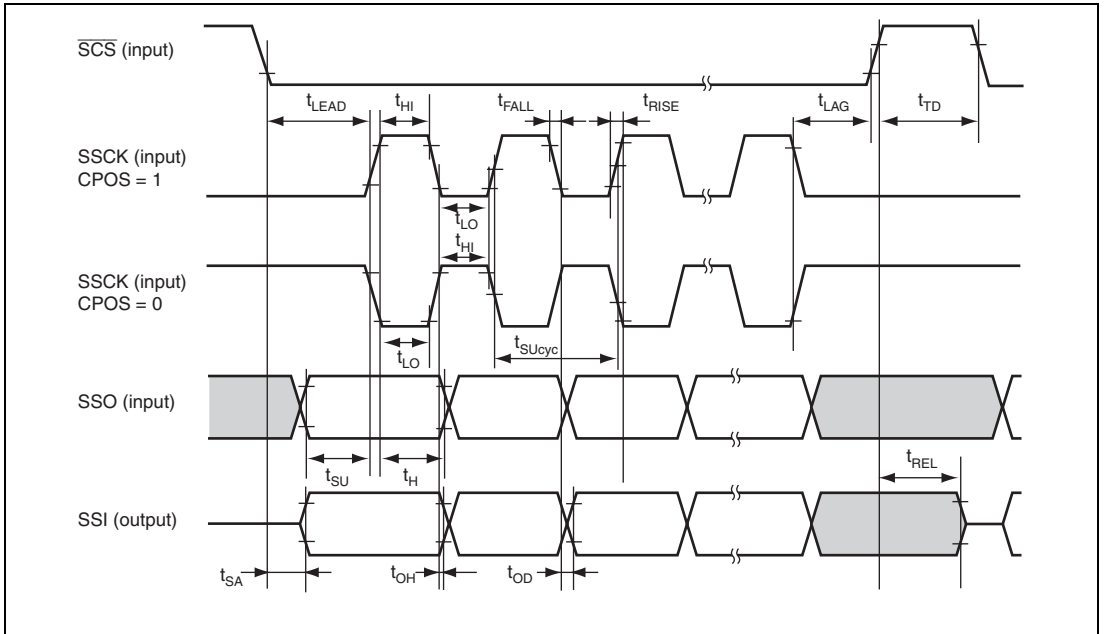 SCS (input)
tLEAD tHI tFALL tRISE tLAG tTD
SSCK (input)
CPOS = 1
tLO
tHI
SSCK (input)
CPOS = 0
tLO tSUcyc
SSO (input)
tSU tH tREL
SSI (output)
tSA tOH tOD